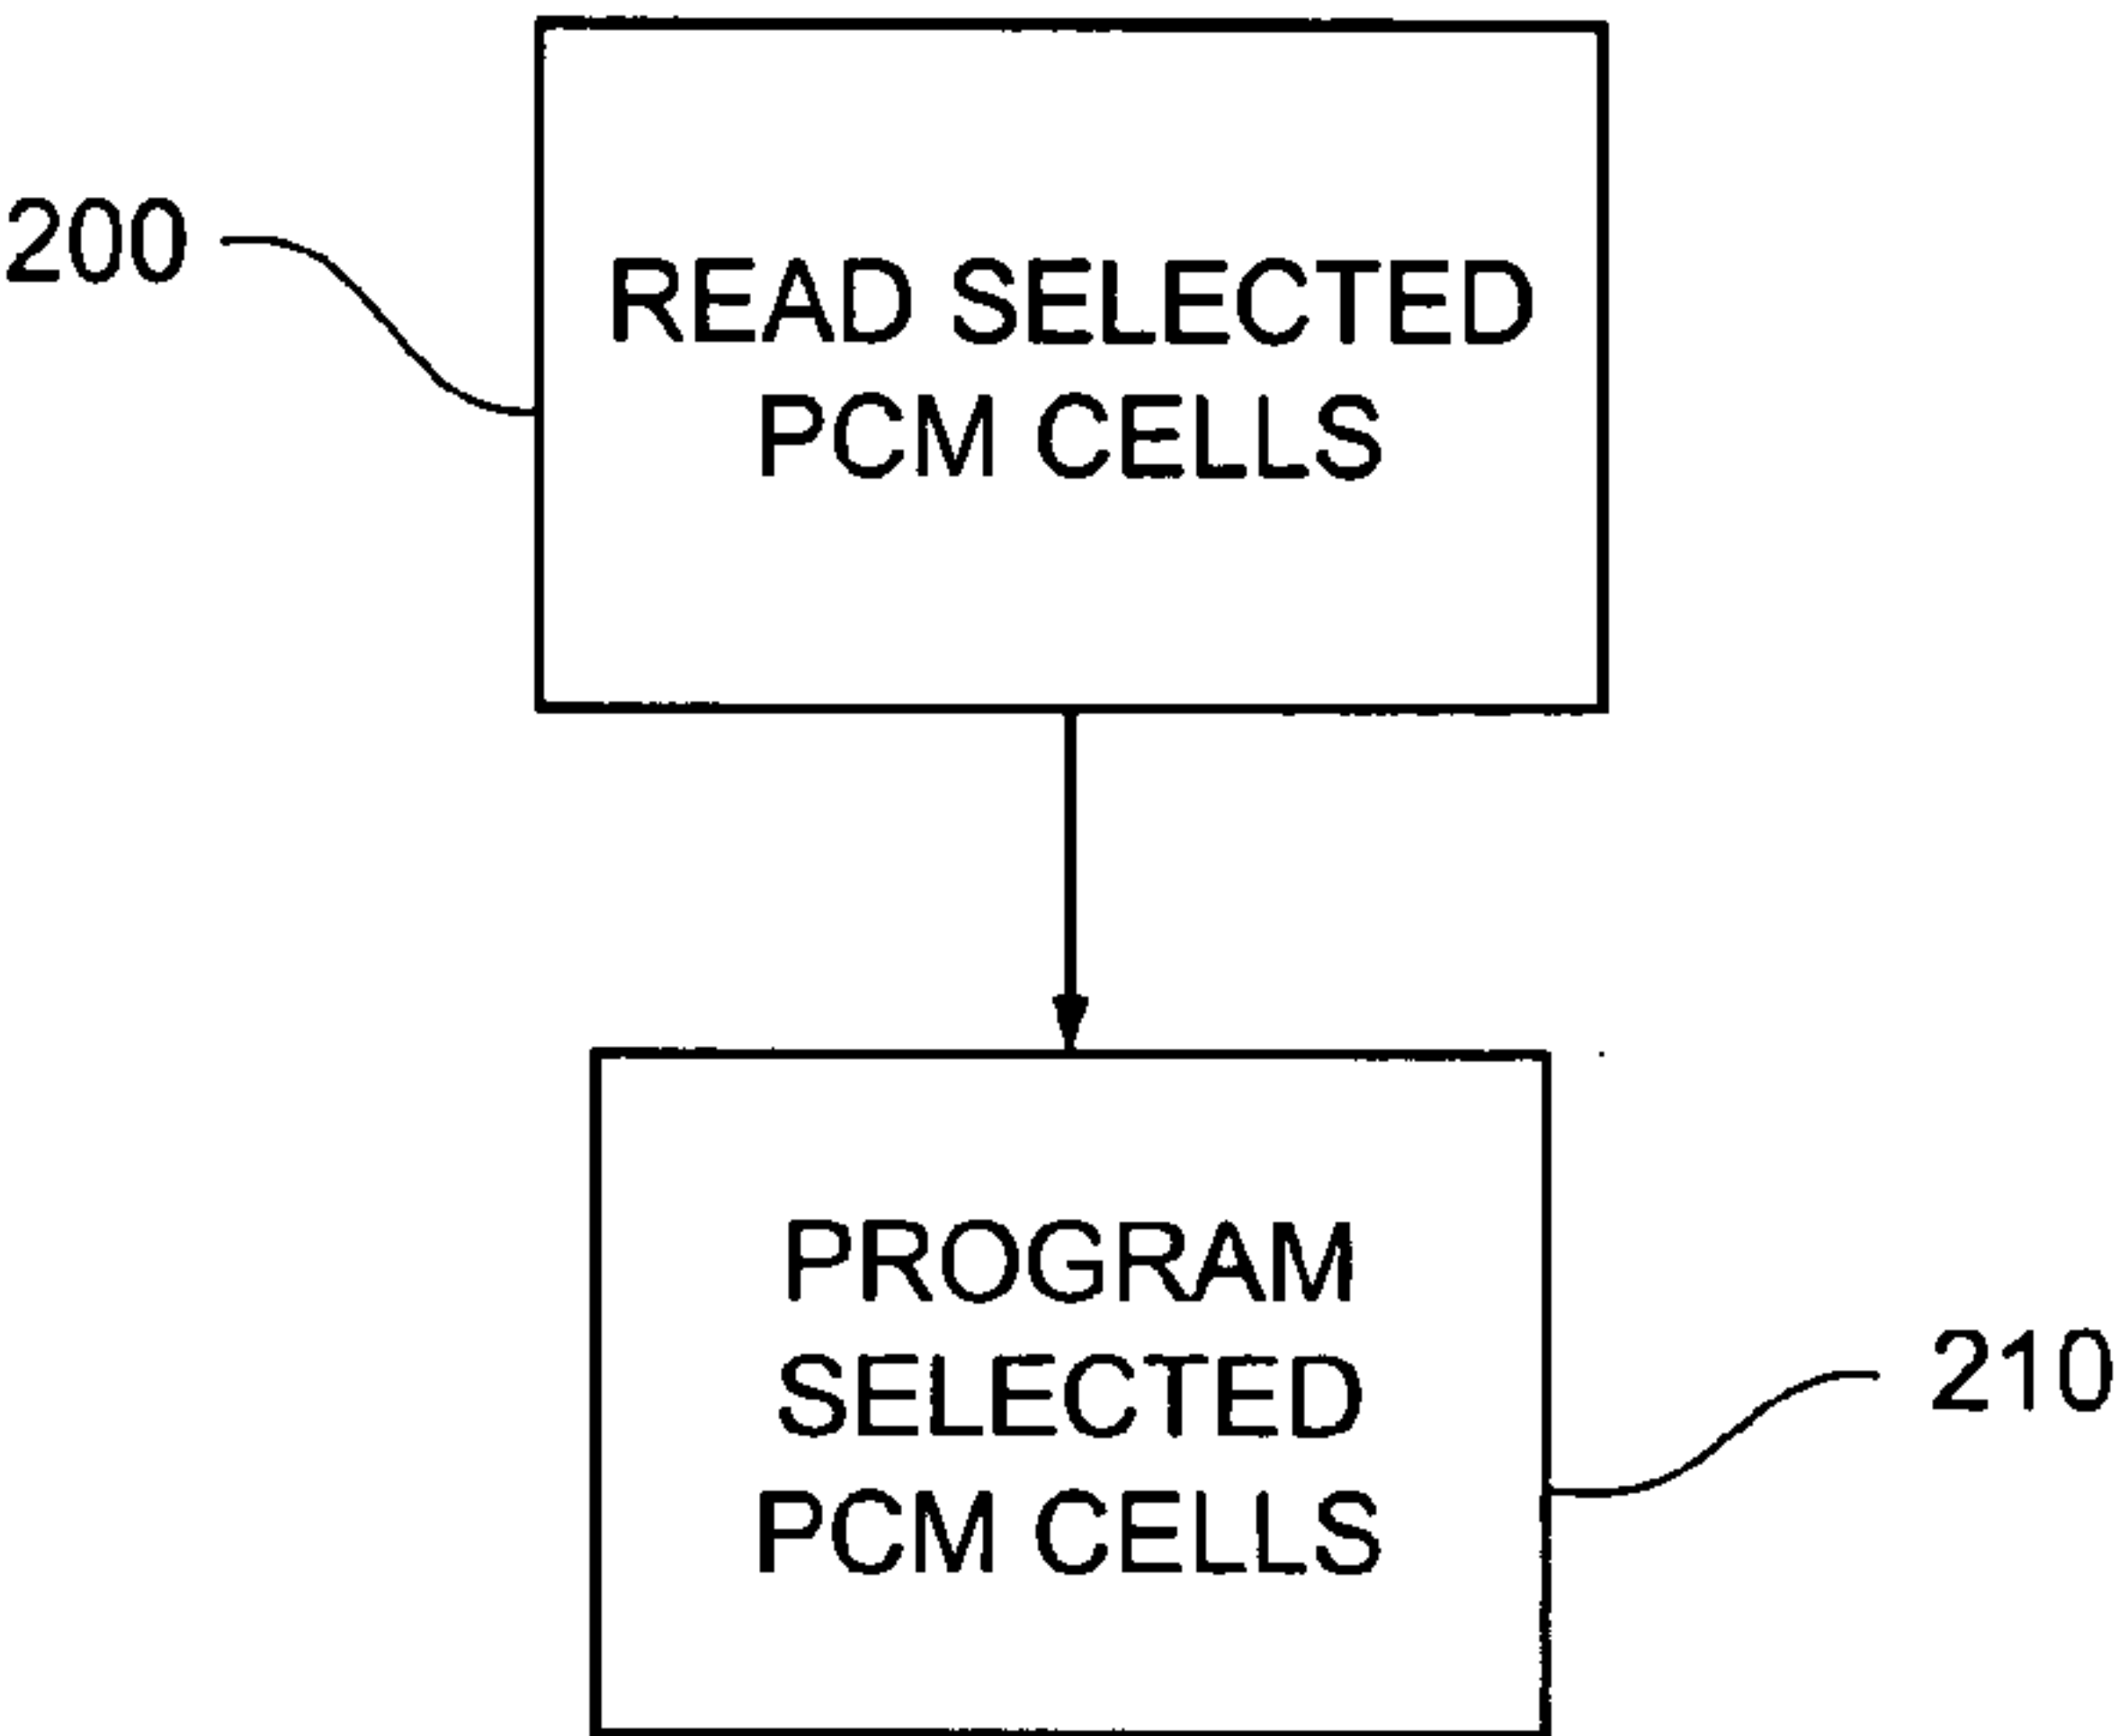 200
READ SELECTED
PCM CELLS
PROGRAM
SELECTED
PCM CELLS
210